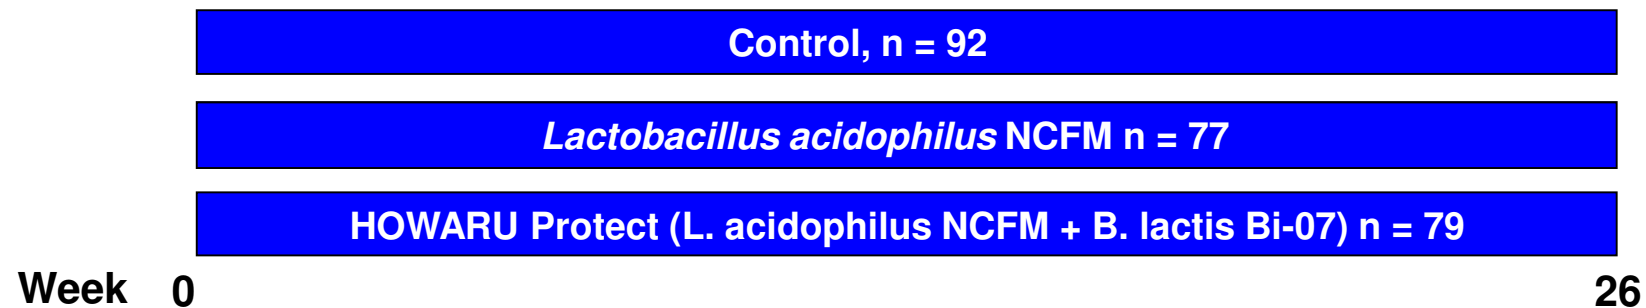 Control, n = 92
Lactobacillus acidophilus NCFM n = 77
HOWARU Protect (L. acidophilus NCFM + B. lactis Bi-07) n = 79
Week 0 26